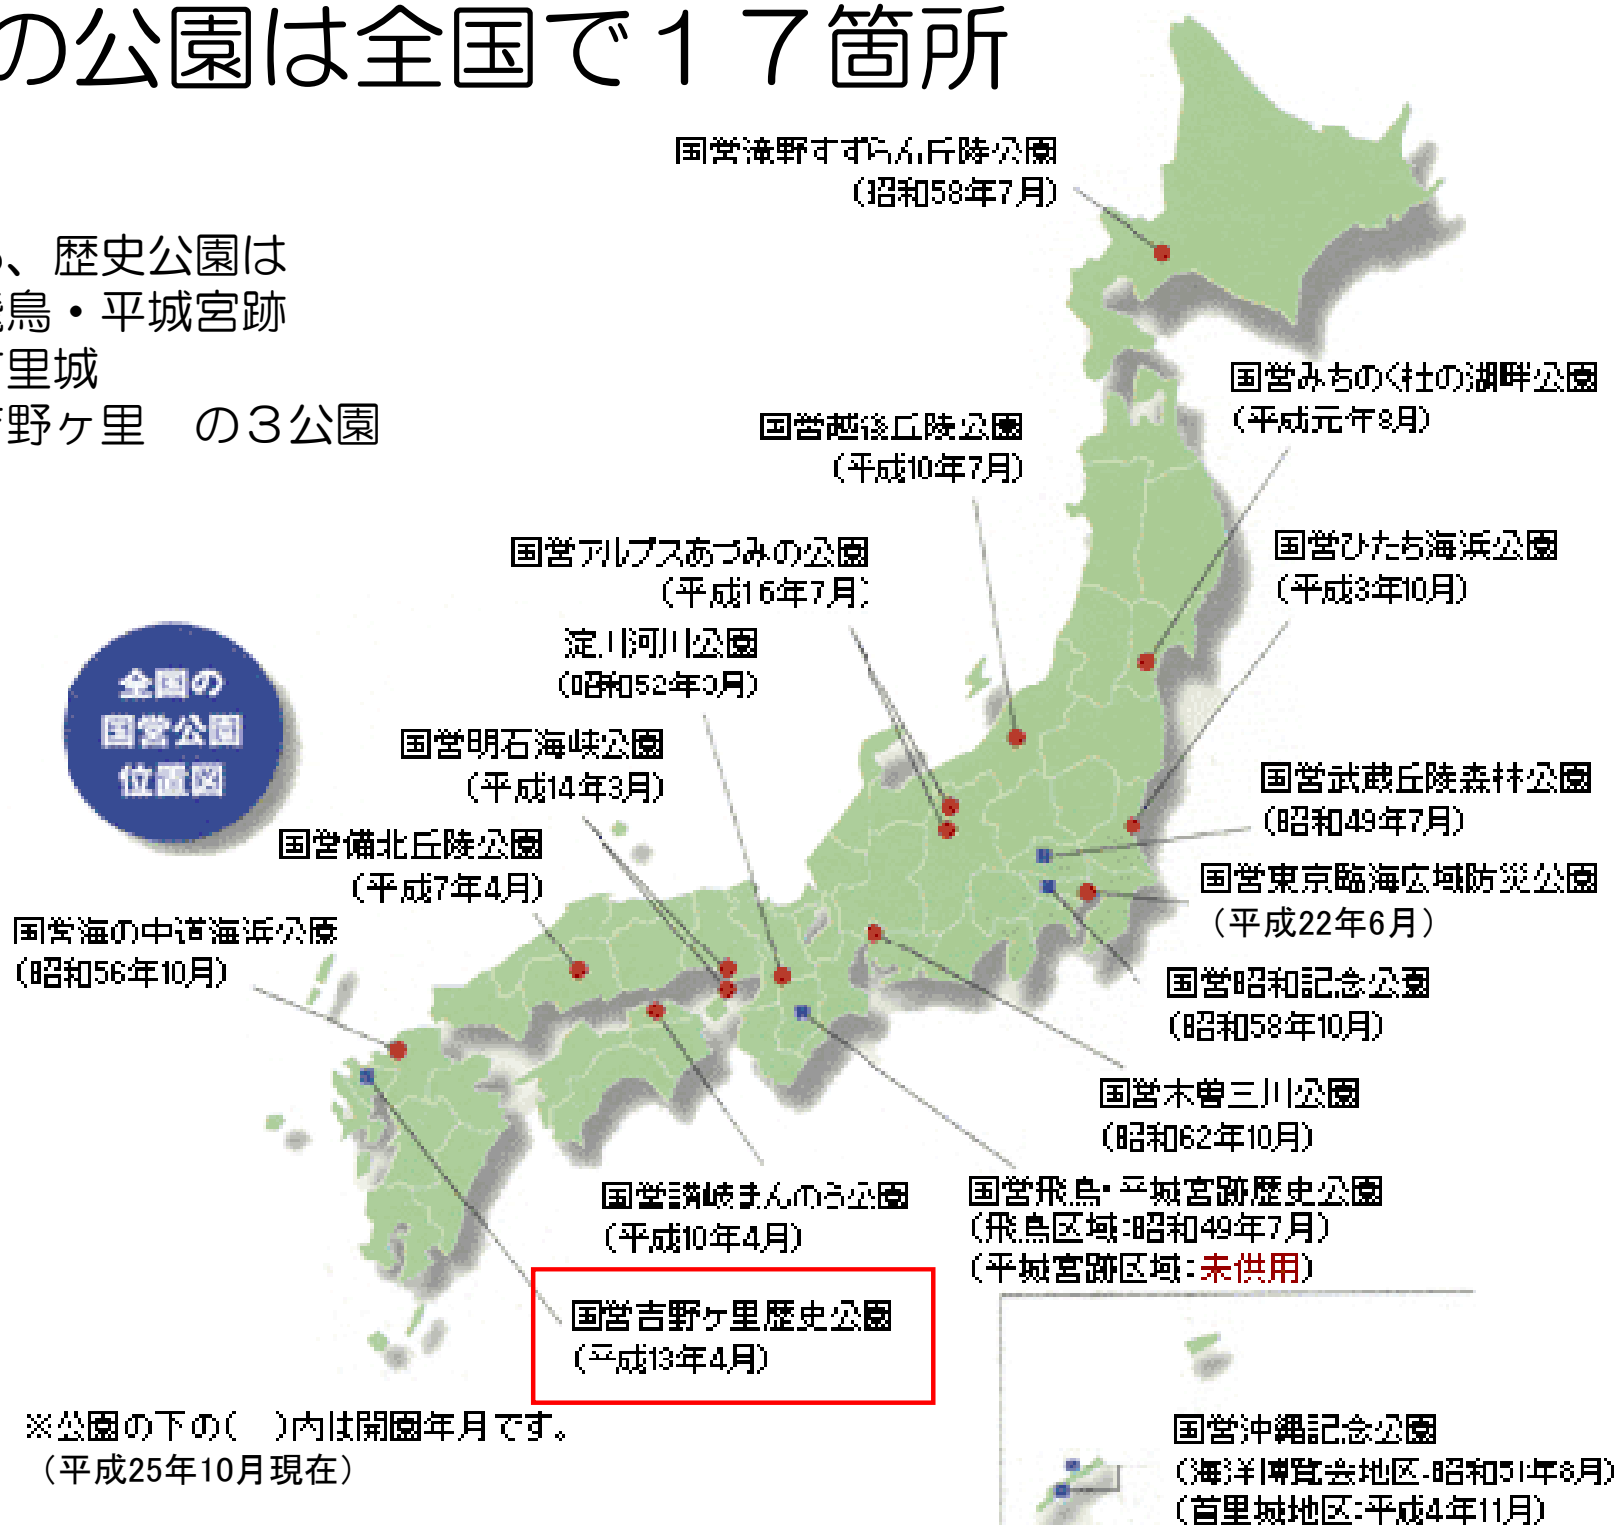 の公園は全国で１７箇所
、歴史公園は
鳥・平城宮跡
里城
野ヶ里　の３公園
国営滝野すずらん丘陵公園
(昭和58年7月)
国営みちのく杜の湖畔公園
(平成元年8月)
国営越後丘陵公園
(平成10年7月)
国営ひたち海浜公園
(平成3年10月)
国営アルプスあづみの公園
(平成16年7月)
淀川河川公園
(昭和52年3月)
全国の
国営公園
位置図
国営明石海峡公園
(平成14年3月)
国営武蔵丘陵森林公園
(昭和49年7月)
国営備北丘陵公園
(平成7年4月)
国営東京臨海広域防災公園
（平成22年6月）
国営海の中道海浜公園
(昭和56年10月)
国営昭和記念公園
(昭和58年10月)
国営木曽三川公園
(昭和62年10月)
国営讃岐まんのう公園
(平成10年4月)
国営飛鳥・平城宮跡歴史公園
(飛鳥区域:昭和49年7月)
(平城宮跡区域:未供用)
国営吉野ヶ里歴史公園
(平成13年4月)
※公園の下の(　)内は開園年月です。
（平成25年10月現在）
国営沖縄記念公園
(海洋博覧会地区:昭和51年8月)
(首里城地区:平成4年11月)